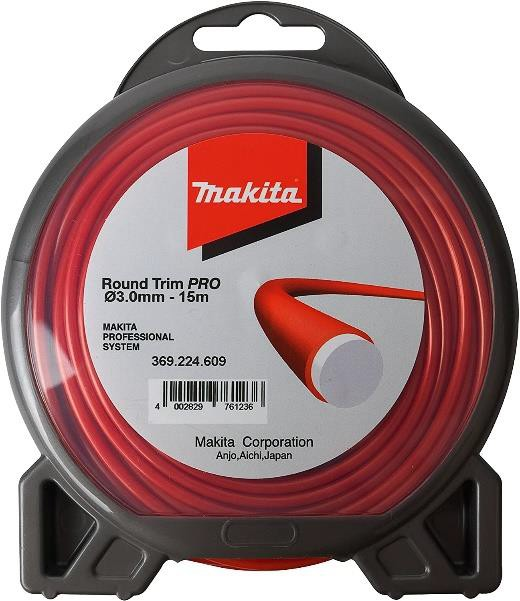 makita
Round Trim PRO
Ø3.0mm - 15m
MAKITA
PROFESSIONAL
SYSTEM
369.224.609
4 002829 761236
Makita Corporation
Anjo,Aichi,Japan